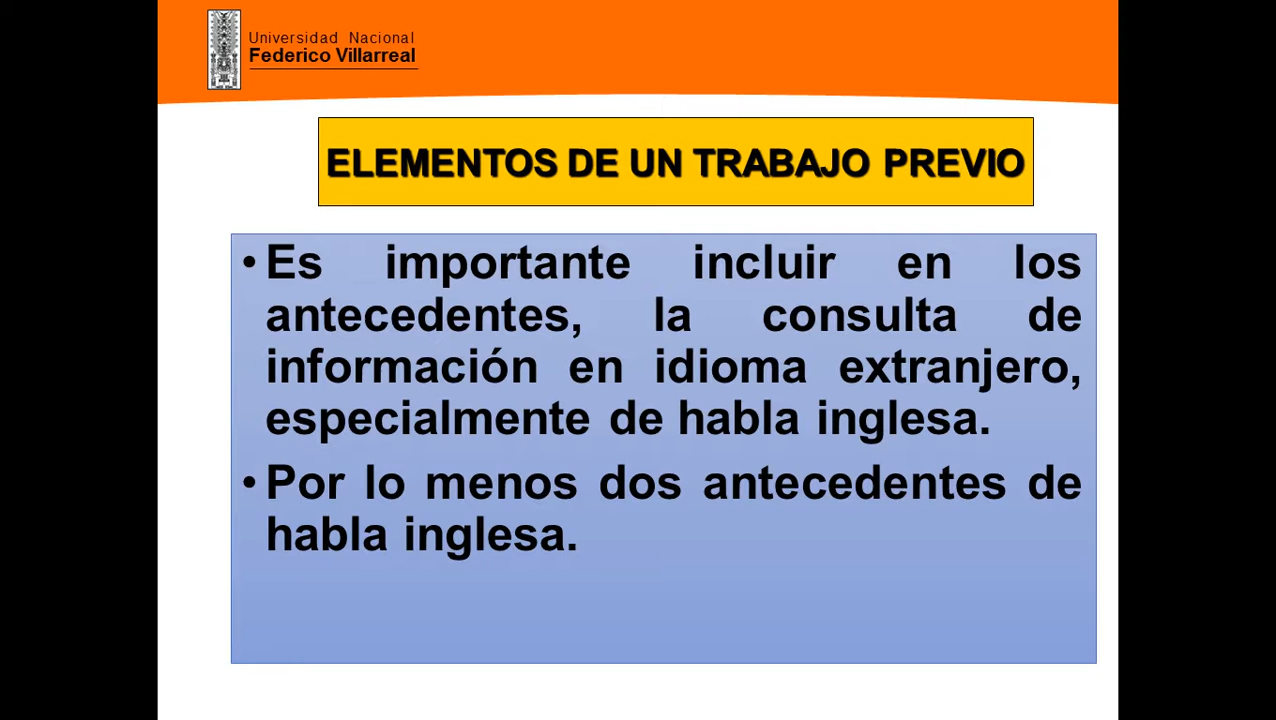 Universidad Nacional
Federico Villarreal
ELEMENTOS DE UN TRABAJO PREVIO
• Es importante incluir en los
antecedentes, la consulta de
información en idioma extranjero,
especialmente de habla inglesa.
• Por lo menos dos antecedentes de
habla inglesa.